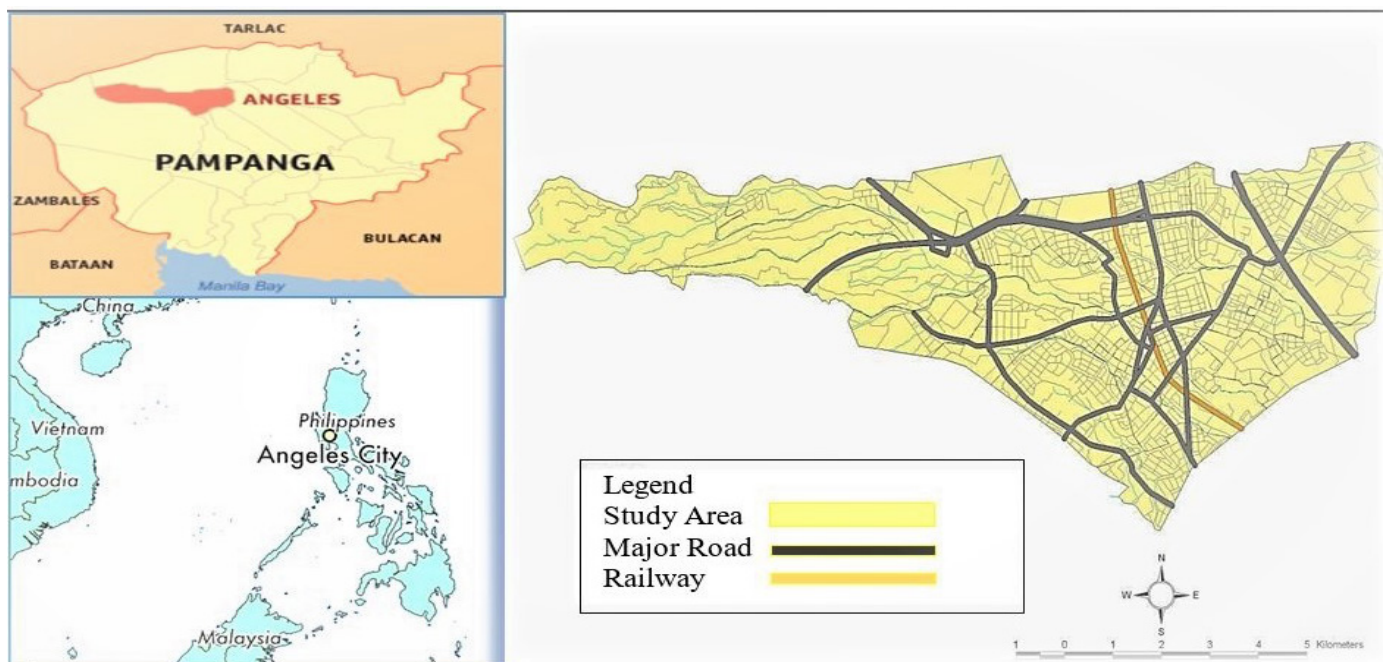 TARLAC
ANGELES
PAMPANGA
ZAMBALES
BATAAN
BULACAN
Manila Bay
China
Vietnam
mbodia
Philippines
Angeles City
Malaysia
Legend
Study Area
Major Road
Railway
N
W E
S
1 0 1 2 3 4 5 Kilometers